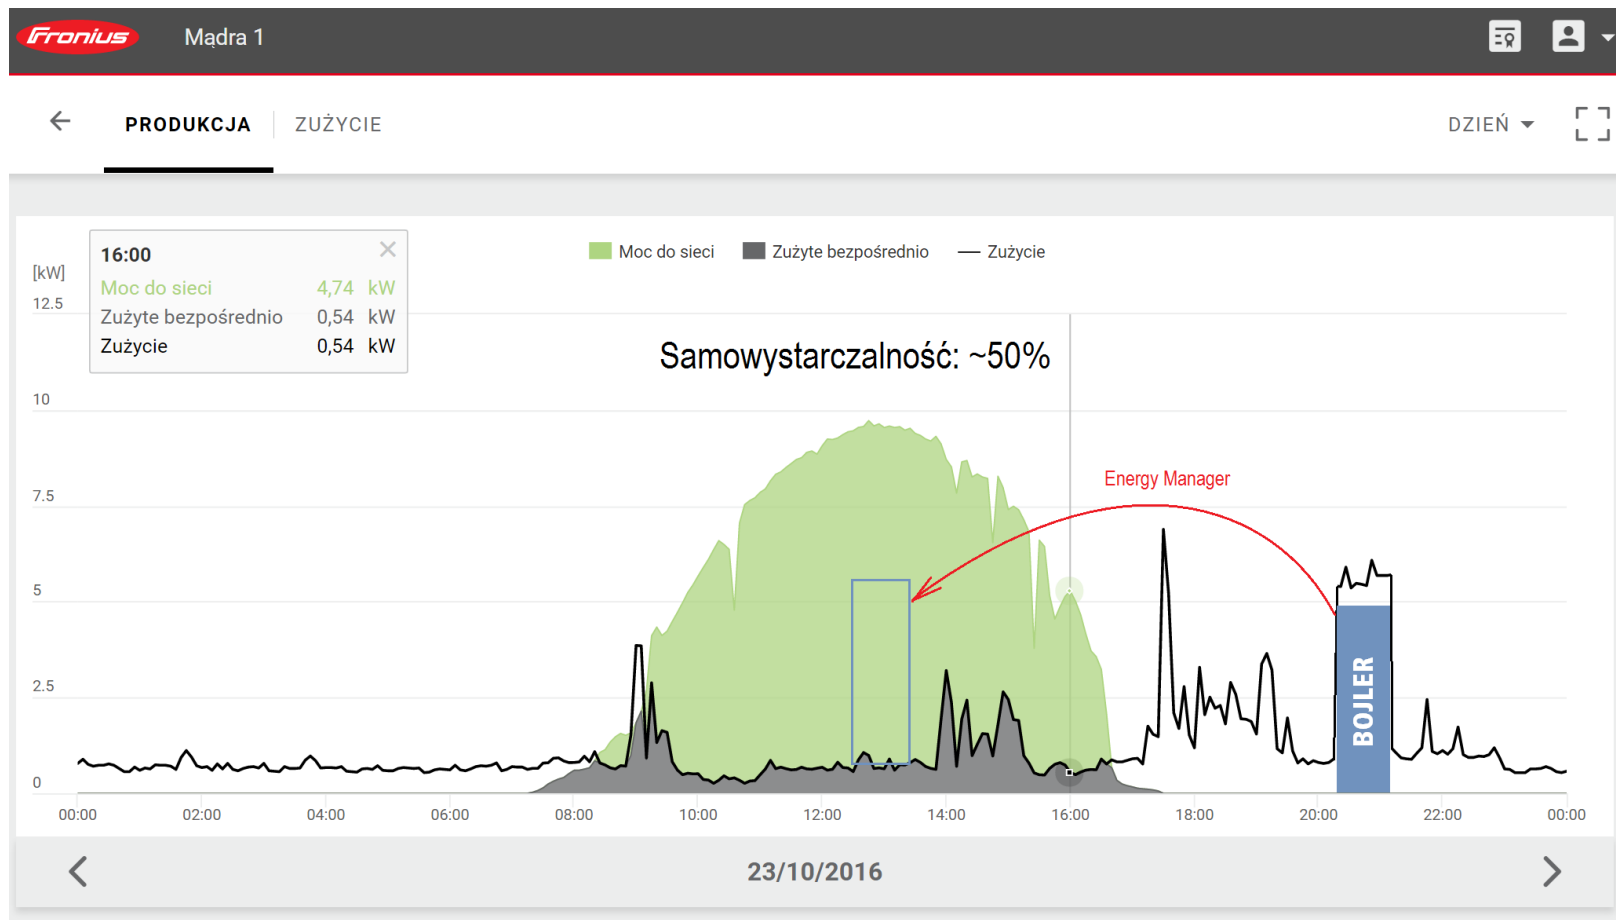 Fronius Mądra 1
PRODUKCJA ZUŻYCIE DZIEŃ
16:00
Moc do sieci 4,74 kW
Zużyte bezpośrednio 0,54 kW
Zużycie 0,54 kW
Moc do sieci Zużyte bezpośrednio Zużycie
[kW]
12.5
Samowystarczalność: ~50%
10
Energy Manager
7.5
5
2.5
BOJLER
0
00:00 02:00 04:00 06:00 08:00 10:00 12:00 14:00 16:00 18:00 20:00 22:00 00:00
23/10/2016